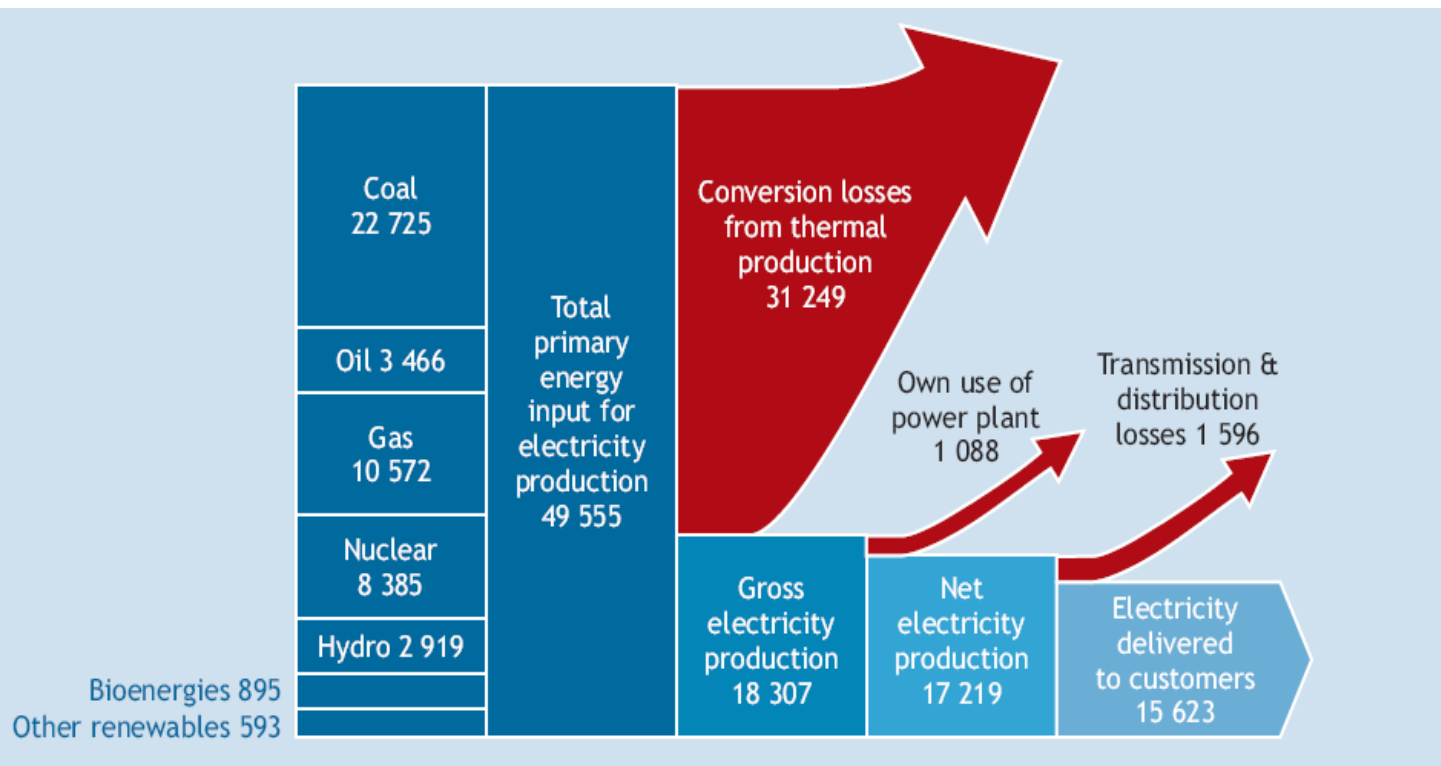 Coal
22 725
Oil 3 466
Gas
10 572
Nuclear
8 385
Hydro 2 919
Bioenergies 895
Other renewables 593
Total
primary
energy
input for
electricity
production
49 555
Conversion losses
from thermal
production
31 249
Own use of
power plant
1 088
Transmission &
distribution
losses 1 596
Gross
electricity
production
18 307
Net
electricity
production
17 219
Electricity
delivered
to customers
15 623